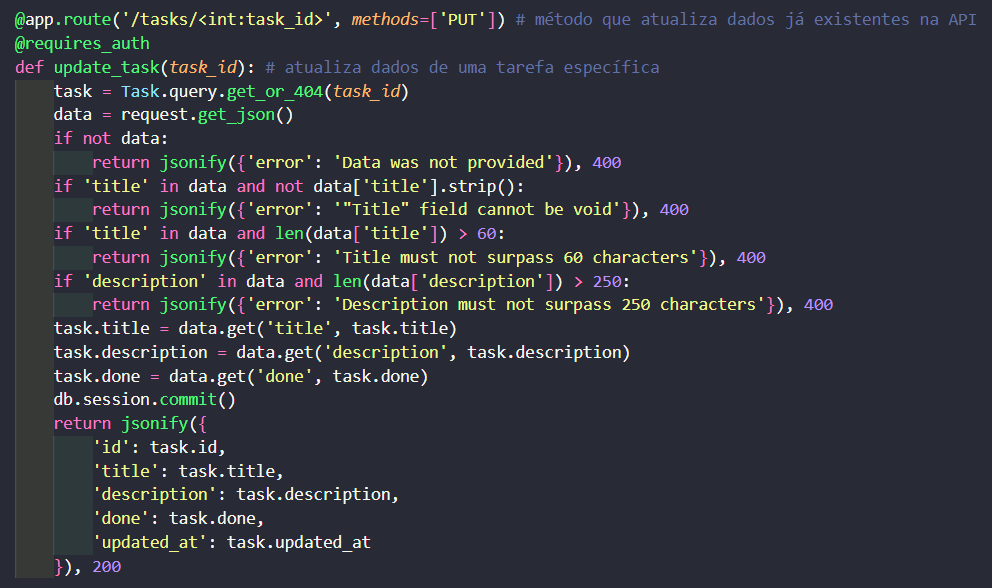 @app.route('/tasks/<int:task_id>', methods=['PUT']) # método que atualiza dados já existentes na API
@requires_auth
def update_task(task_id): # atualiza dados de uma tarefa específica
    task = Task.query.get_or_404(task_id)
    data = request.get_json()
    if not data:
        return jsonify({'error': 'Data was not provided'}), 400
    if 'title' in data and not data['title'].strip():
        return jsonify({'error': '"Title" field cannot be void'}), 400
    if 'title' in data and len(data['title']) > 60:
        return jsonify({'error': 'Title must not surpass 60 characters'}), 400
    if 'description' in data and len(data['description']) > 250:
        return jsonify({'error': 'Description must not surpass 250 characters'}), 400
    task.title = data.get('title', task.title)
    task.description = data.get('description', task.description)
    task.done = data.get('done', task.done)
    db.session.commit()
    return jsonify({
        'id': task.id,
        'title': task.title,
        'description': task.description,
        'done': task.done,
        'updated_at': task.updated_at
    }), 200